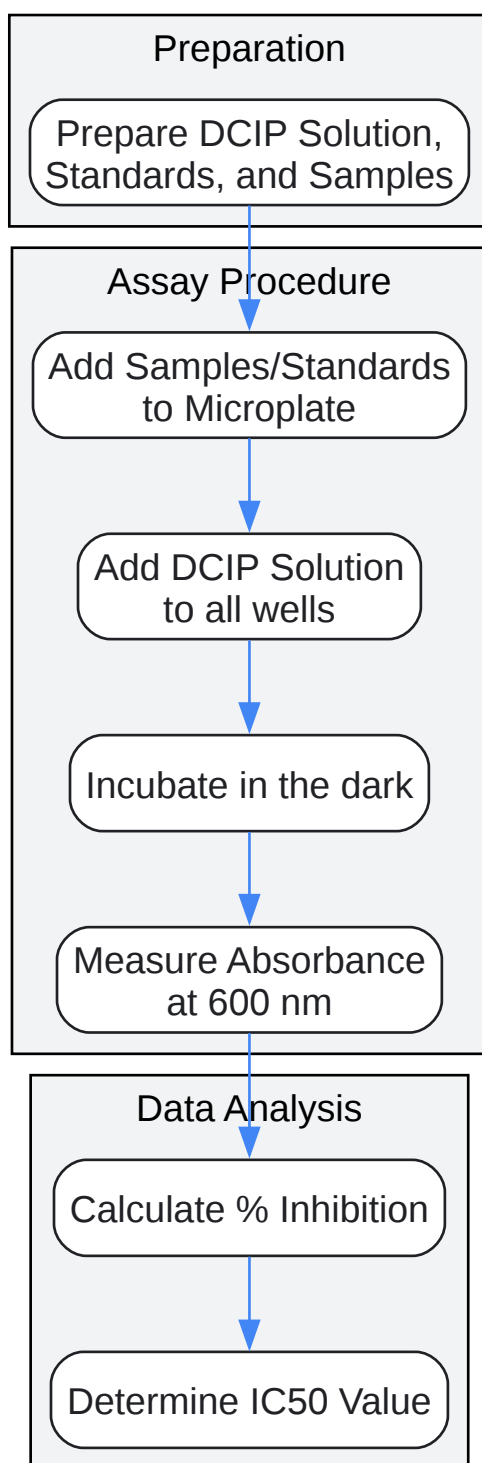 Preparation
Prepare DCIP Solution,
Standards, and Samples
Assay Procedure
Add Samples/Standards
to Microplate
Add DCIP Solution
to all wells
Incubate in the dark
Measure Absorbance
at 600 nm
Data Analysis
Calculate % Inhibition
Determine IC50 Value